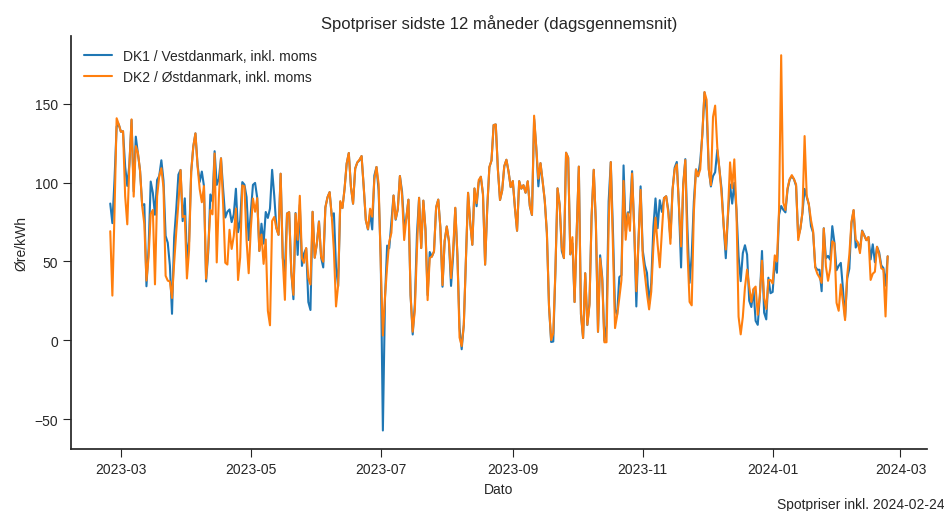 Spotpriser sidste 12 måneder (dagsgennemsnit)
DK1 / Vestdanmark, inkl. moms
DK2 / Østdanmark, inkl. moms
Øre/kWh
150
100
50
0
−50
2023-03
2023-05
2023-07
2023-09
2023-11
2024-01
2024-03
Dato
Spotpriser inkl. 2024-02-24